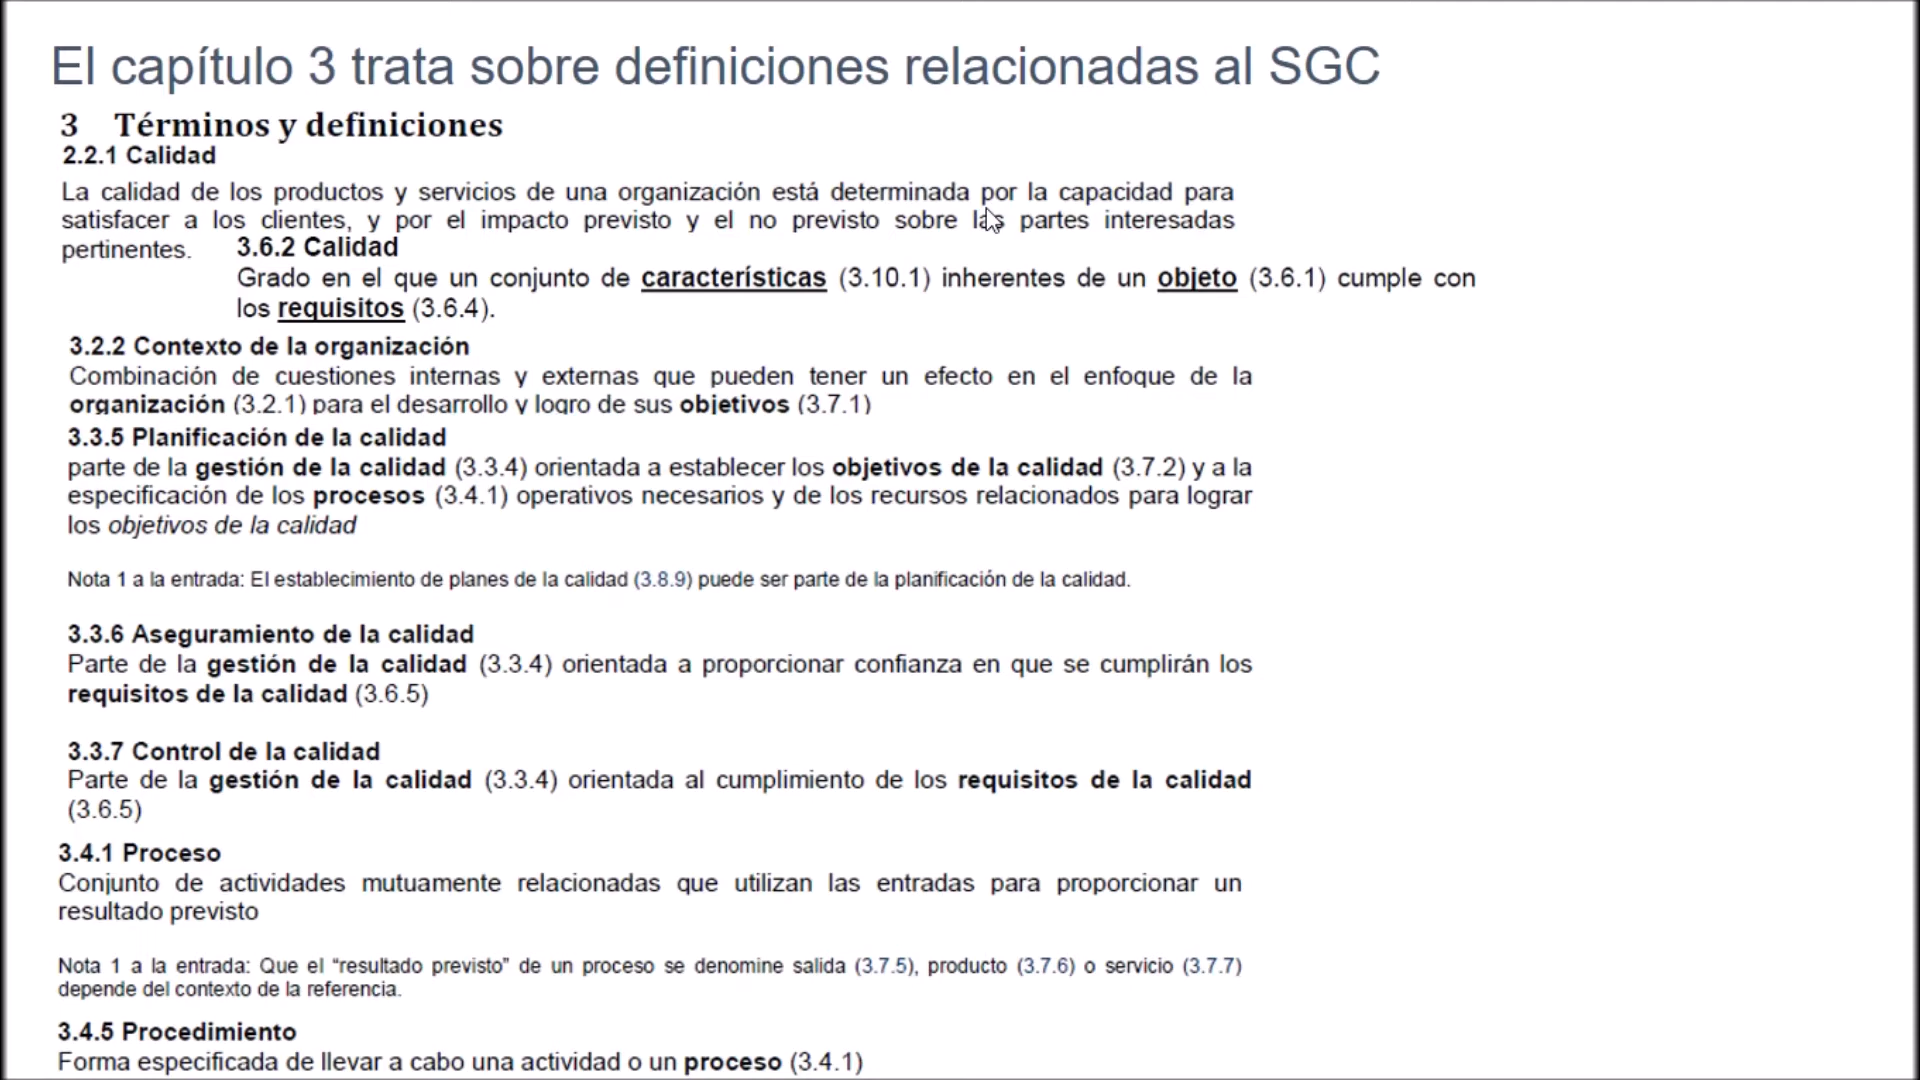 El capítulo 3 trata sobre definiciones relacionadas al SGC
3 Términos y definiciones
2.2.1 Calidad
La calidad de los productos y servicios de una organización está determinada por la capacidad para
satisfacer a los clientes, y por el impacto previsto y el no previsto sobre las partes interesadas
pertinentes.
3.6.2 Calidad
Grado en el que un conjunto de características (3.10.1) inherentes de un objeto (3.6.1) cumple con
los requisitos (3.6.4).
3.2.2 Contexto de la organización
Combinación de cuestiones internas y externas que pueden tener un efecto en el enfoque de la
organización (3.2.1) para el desarrollo y logro de sus objetivos (3.7.1)
3.3.5 Planificación de la calidad
parte de la gestión de la calidad (3.3.4) orientada a establecer los objetivos de la calidad (3.7.2) y a la
especificación de los procesos (3.4.1) operativos necesarios y de los recursos relacionados para lograr
los objetivos de la calidad
Nota 1 a la entrada: El establecimiento de planes de la calidad (3.8.9) puede ser parte de la planificación de la calidad.
3.3.6 Aseguramiento de la calidad
Parte de la gestión de la calidad (3.3.4) orientada a proporcionar confianza en que se cumplirán los
requisitos de la calidad (3.6.5)
3.3.7 Control de la calidad
Parte de la gestión de la calidad (3.3.4) orientada al cumplimiento de los requisitos de la calidad
(3.6.5)
3.4.1 Proceso
Conjunto de actividades mutuamente relacionadas que utilizan las entradas para proporcionar un
resultado previsto
Nota 1 a la entrada: Que el “resultado previsto” de un proceso se denomine salida (3.7.5), producto (3.7.6) o servicio (3.7.7)
depende del contexto de la referencia.
3.4.5 Procedimiento
Forma especificada de llevar a cabo una actividad o un proceso (3.4.1)